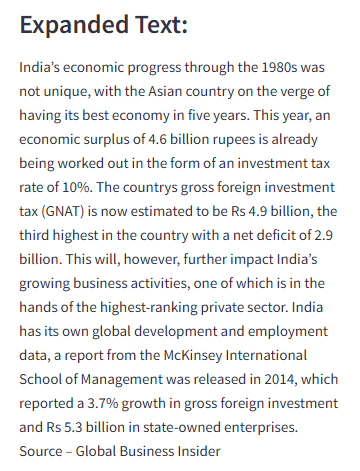 Expanded Text:
India’s economic progress through the 1980s was
not unique, with the Asian country on the verge of
having its best economy in five years. This year, an
economic surplus of 4.6 billion rupees is already
being worked out in the form of an investment tax
rate of 10%. The countrys gross foreign investment
tax (GNAT) is now estimated to be Rs 4.9 billion, the
third highest in the country with a net deficit of 2.9
billion. This will, however, further impact India’s
growing business activities, one of which is in the
hands of the highest-ranking private sector. India
has its own global development and employment
data, a report from the McKinsey International
School of Management was released in 2014, which
reported a 3.7% growth in gross foreign investment
and Rs 5.3 billion in state-owned enterprises.
Source – Global Business Insider